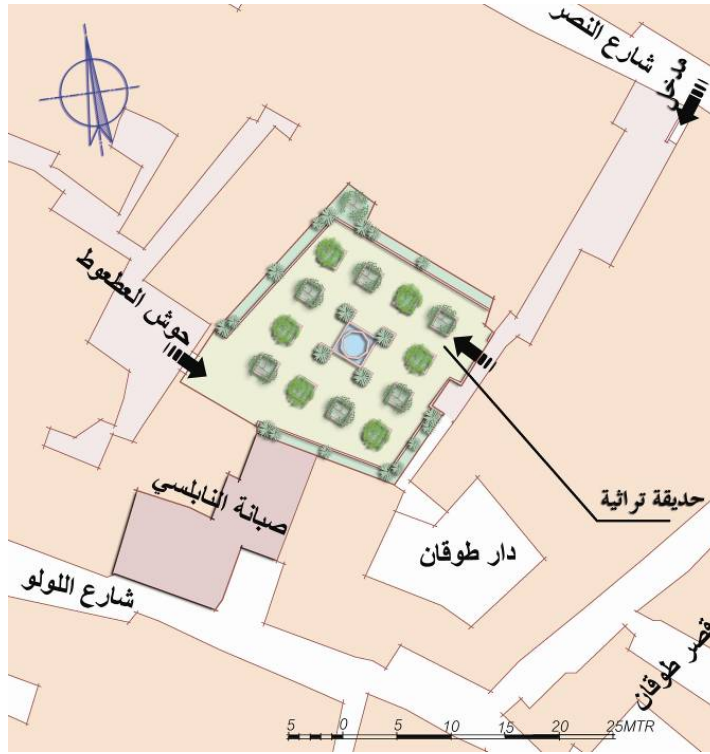 شارع النصر
مدخل
حوش العطعوط
حديقة تراثية
صبانة النابلسي
دار طوقان
شارع اللولو
قصر طوقان
5 0 5 10 15 20 25MTR